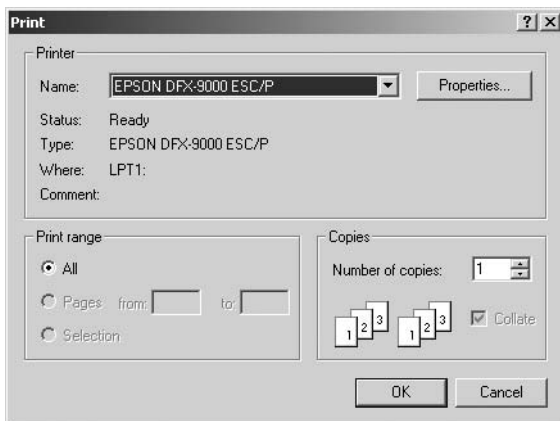 Print
Printer
Name: EPSON DFX-9000 ESC/P Properties...
Status: Ready
Type: EPSON DFX-9000 ESC/P
Where: LPT1:
Comment:
Print range
All
Pages from: to:
Selection
Copies
Number of copies: 1
1 2 3 1 2 3 Collate
OK Cancel